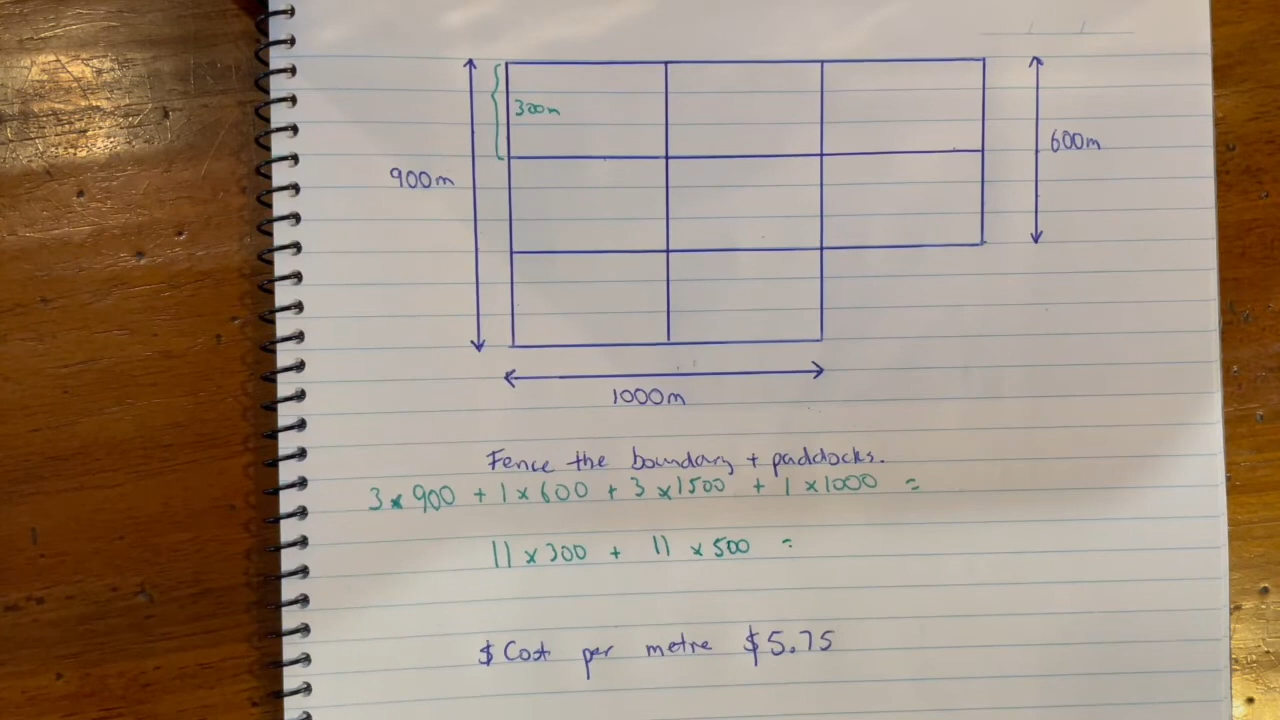 300m
600m
900m
1000m
Fence the boundary + paddocks.
3 × 900 + 1 × 600 + 3 × 1500 + 1 × 1000 =
11 × 300 + 11 × 500 =
$ Cost per metre $5.75